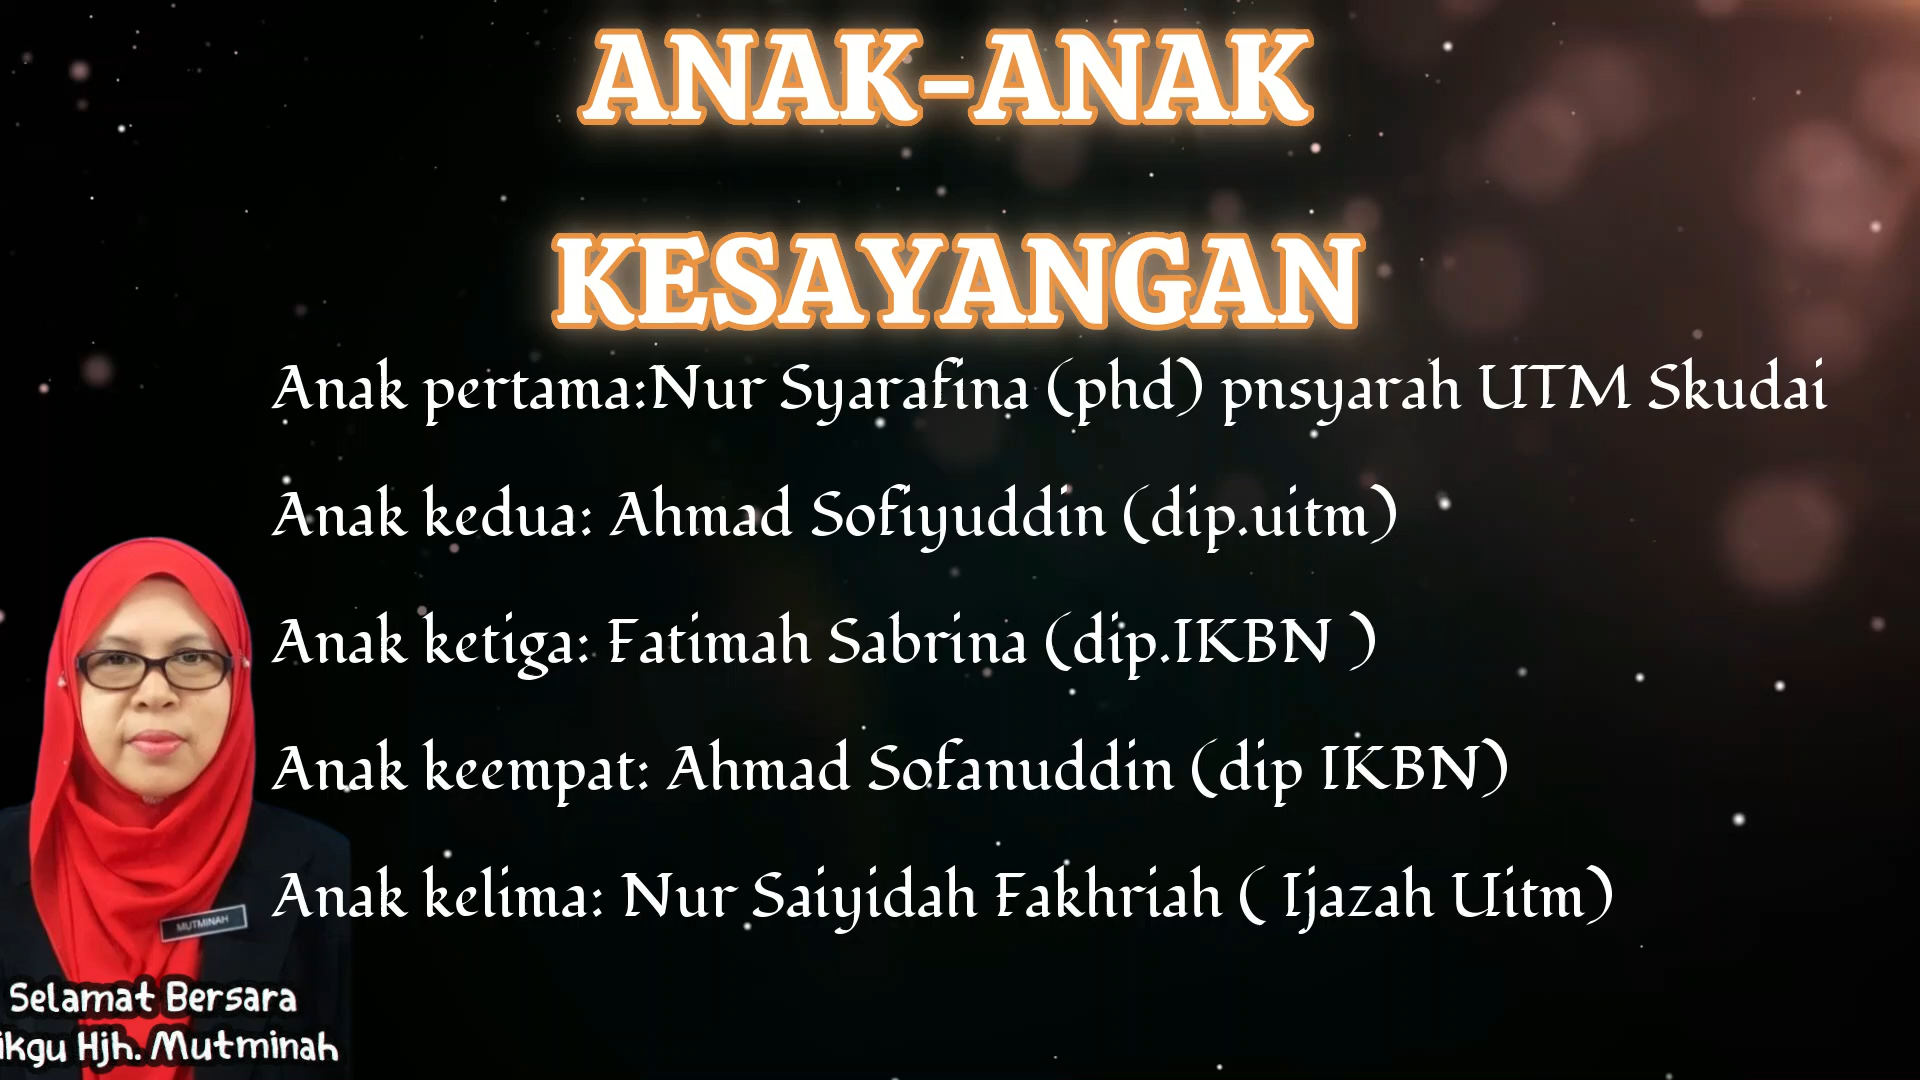 ANAK-ANAK
KESAYANGAN
Anak pertama:Nur Syarafina (phd) pnsyarah UTM Skudai
Anak kedua: Ahmad Sofiyuddin (dip.uitm)
Anak ketiga: Fatimah Sabrina (dip.IKBN )
Anak keempat: Ahmad Sofanuddin (dip IKBN)
Anak kelima: Nur Saiyidah Fakhriah ( Ijazah Uitm)
MUTMINAH
Selamat Bersara
ikgu Hjh. Mutminah